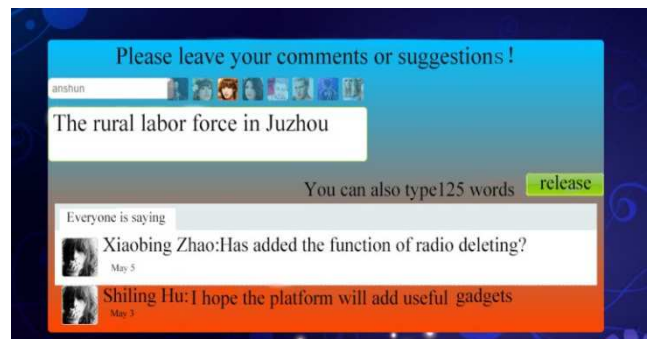 Please leave your comments or suggestions!
anshun
The rural labor force in Juzhou
You can also type125 words
release
Everyone is saying
Xiaobing Zhao:Has added the function of radio deleting?
May 5
Shiling Hu:I hope the platform will add useful gadgets
May 3